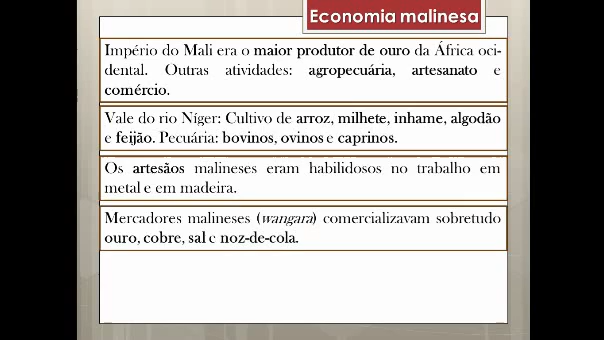 Economia malinesa
Império do Mali era o maior produtor de ouro da África oci-
dental. Outras atividades: agropecuária, artesanato e
comércio.
Vale do rio Níger: Cultivo de arroz, milhete, inhame, algodão
e feijão. Pecuária: bovinos, ovinos e caprinos.
Os artesãos malineses eram habilidosos no trabalho em
metal e em madeira.
Mercadores malineses (wangara) comercializavam sobretudo
ouro, cobre, sal e noz-de-cola.